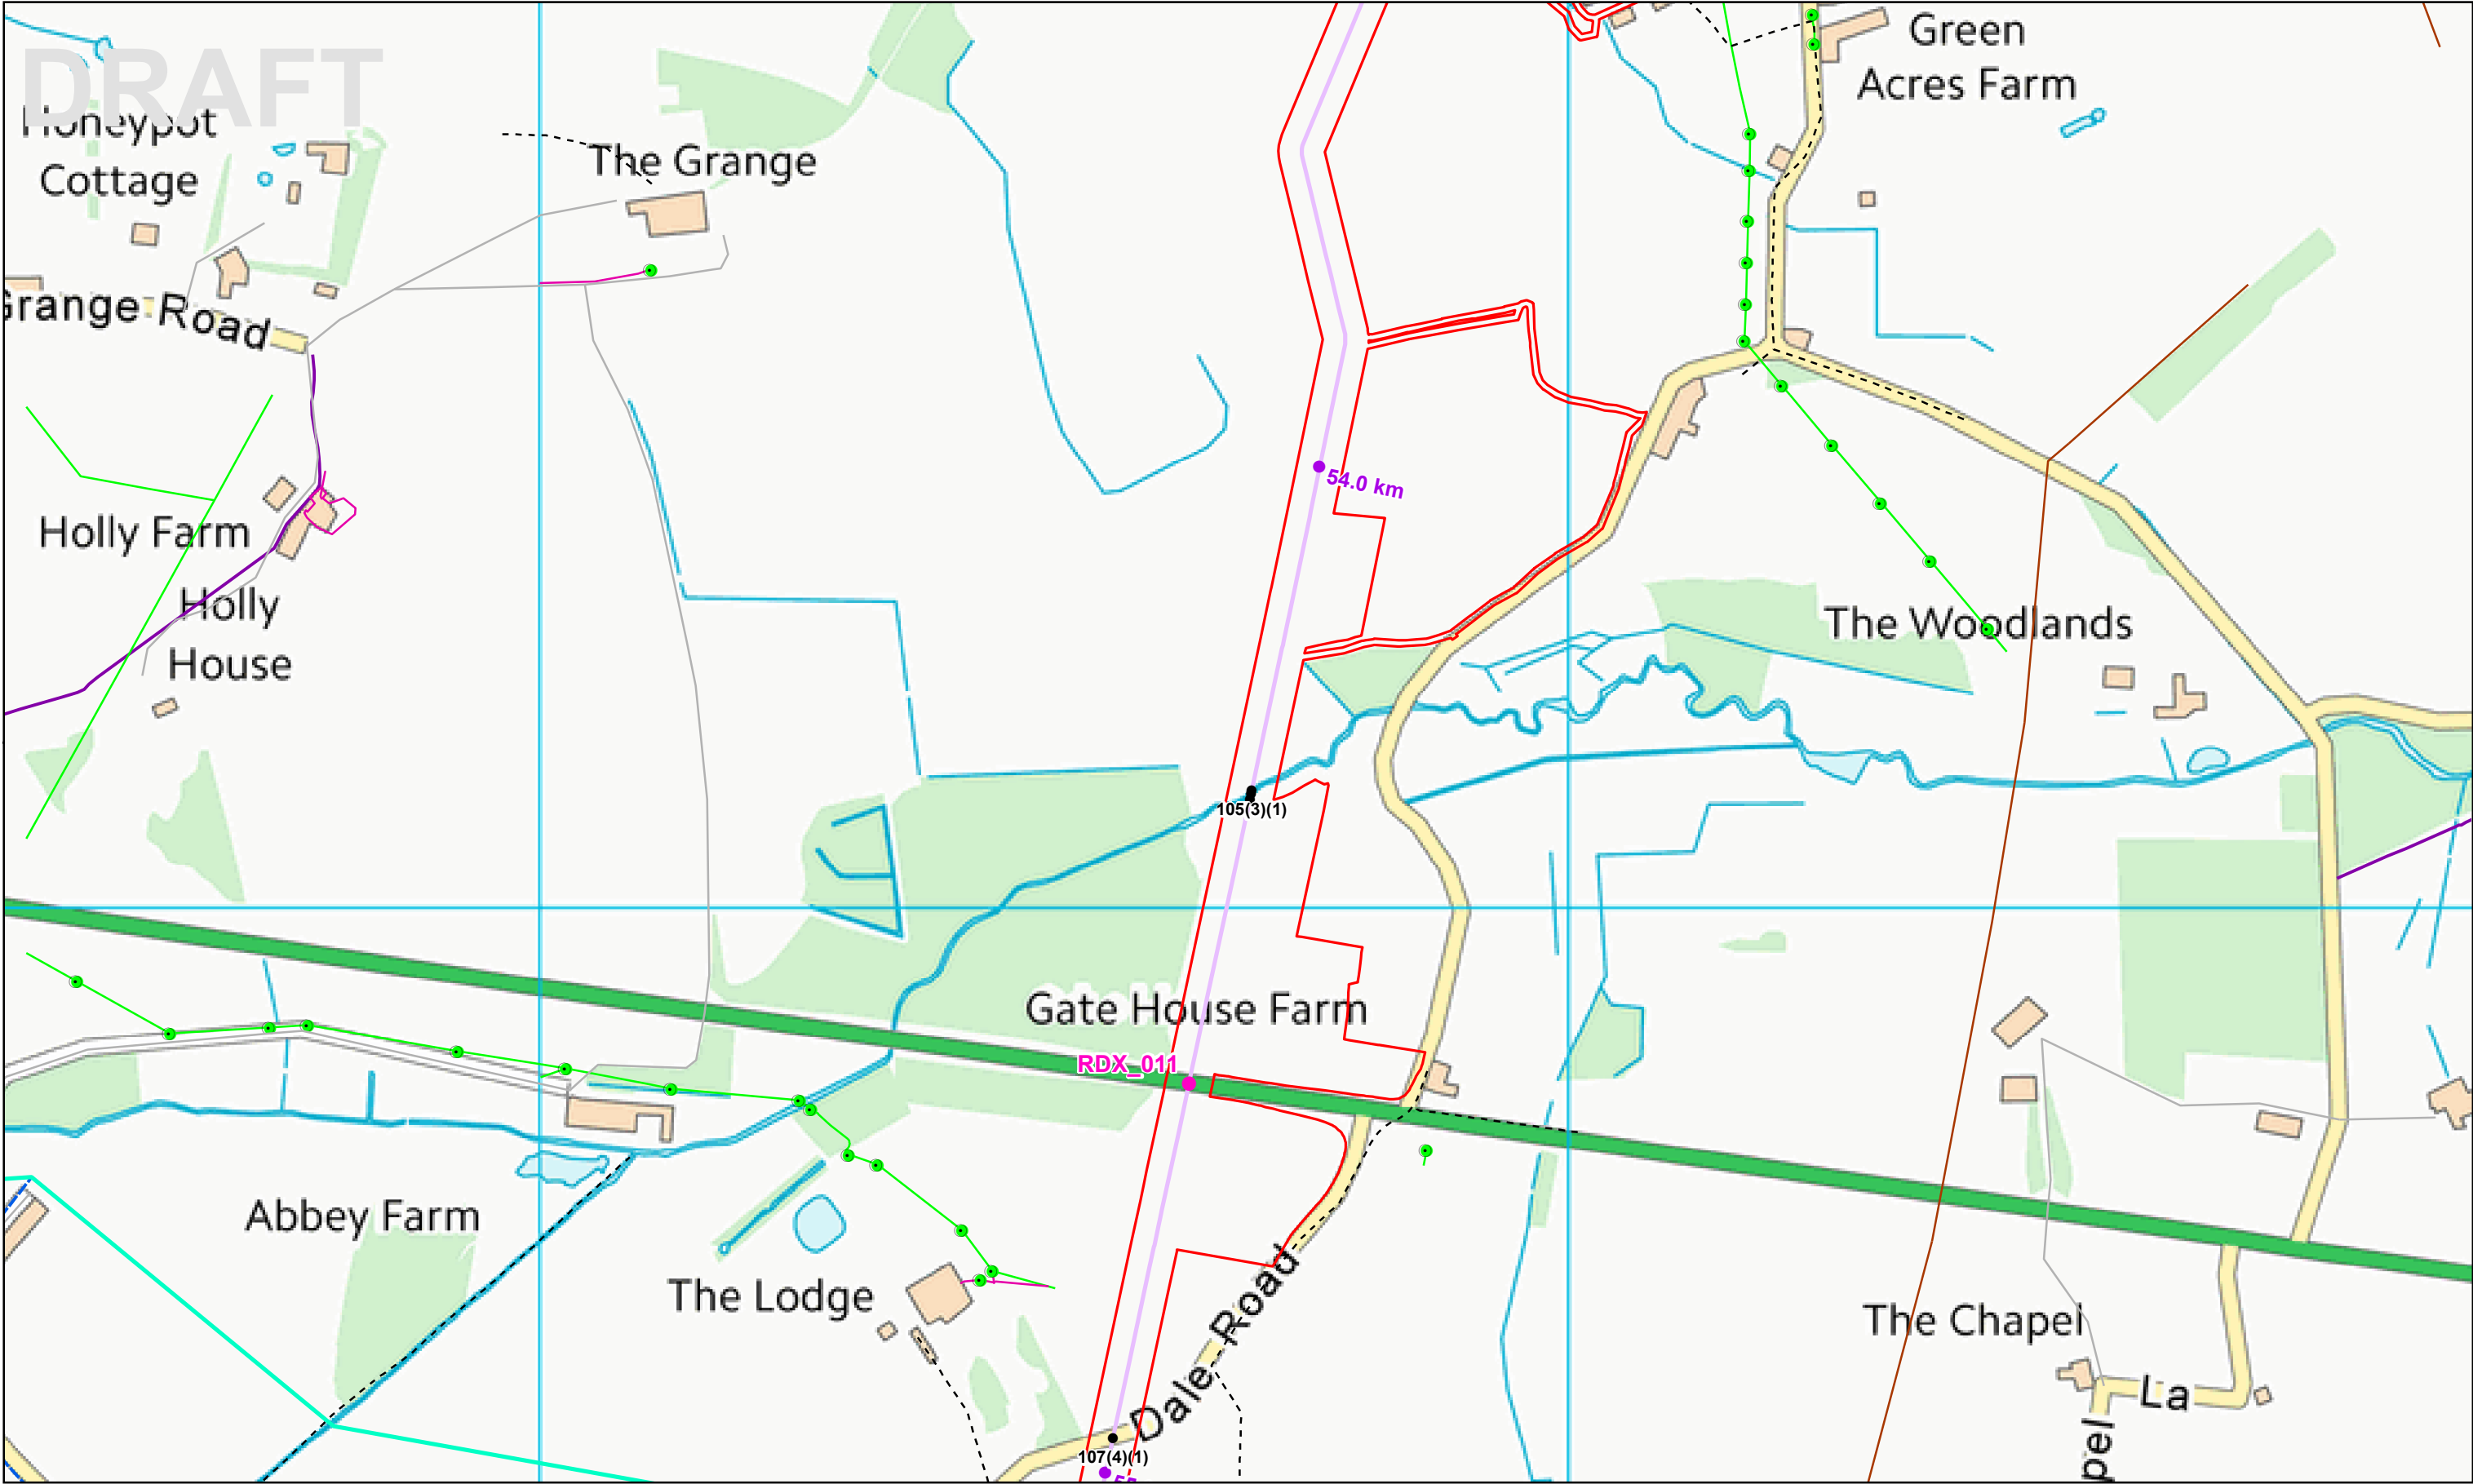 DRAFT
Green
Acres Farm
Honeypot
Cottage
The Grange
Grange Road
54.0 km
Holly Farm
Holly
House
The Woodlands
105(3)(1)
Gate House Farm
RDX_011
Abbey Farm
The Lodge
Dale Road
The Chapel
La
pel
107(4)(1)